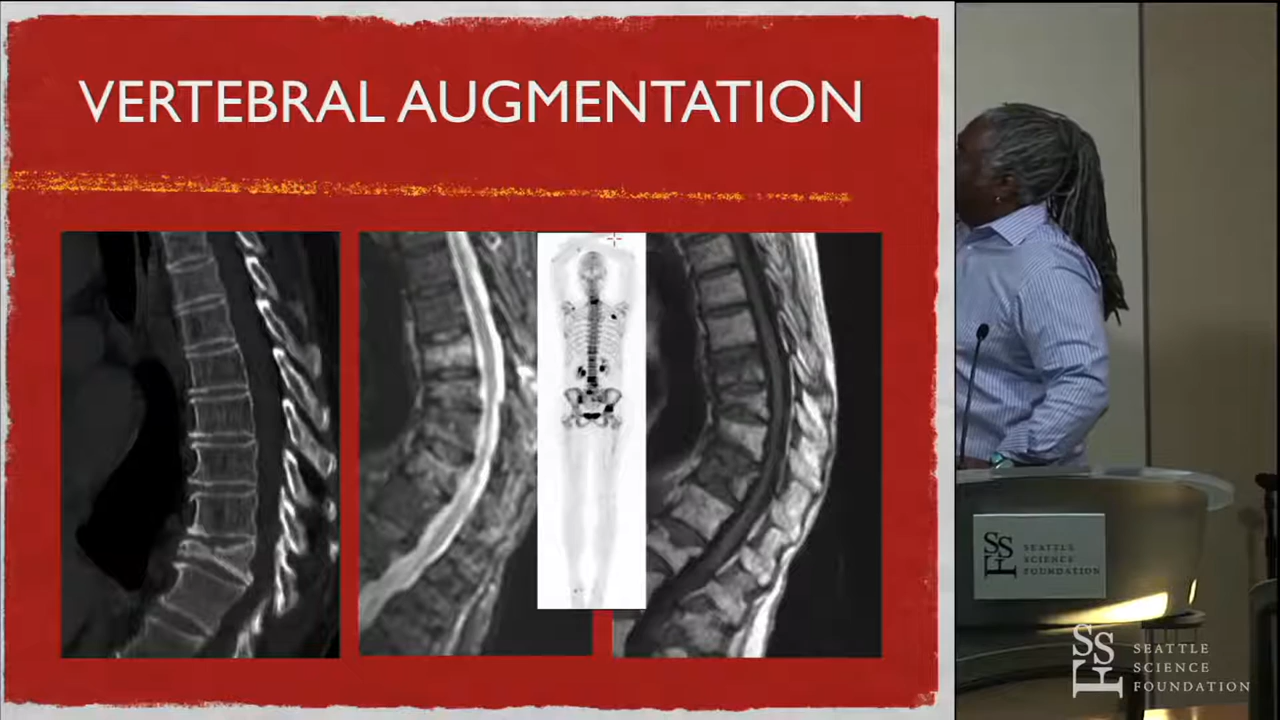 VERTEBRAL AUGMENTATION
SSF
SEATTLE
SCIENCE
FOUNDATION
SSF
SEATTLE
SCIENCE
FOUNDATION